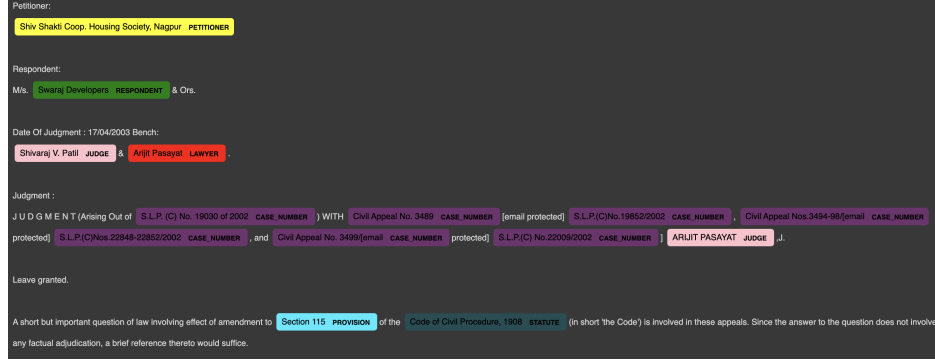 Petitioner:
Shiv Shakti Coop. Housing Society, Nagpur PETITIONER
Respondent:
M/s. Swaraj Developers RESPONDENT & Ors.
Date Of Judgment : 17/04/2003 Bench:
Shivaraj V. Patil JUDGE & Arijit Pasayat LAWYER .
Judgment :
J U D G M E N T (Arising Out of S.L.P. (C) No. 19030 of 2002 CASE_NUMBER ) WITH Civil Appeal No. 3489 CASE_NUMBER [email protected] S.L.P.(C)No.19852/2002 CASE_NUMBER , Civil Appeal Nos.3494-98/[email CASE_NUMBER
protected] S.L.P.(C)Nos.22848-22852/2002 CASE_NUMBER , and Civil Appeal No. 3499/[email CASE_NUMBER protected] S.L.P.(C) No.22009/2002 CASE_NUMBER ] ARIJIT PASAYAT JUDGE ,J.
Leave granted.
A short but important question of law involving effect of amendment to Section 115 PROVISION of the Code of Civil Procedure, 1908 STATUTE (in short 'the Code') is involved in these appeals. Since the answer to the question does not involve
any factual adjudication, a brief reference thereto would suffice.